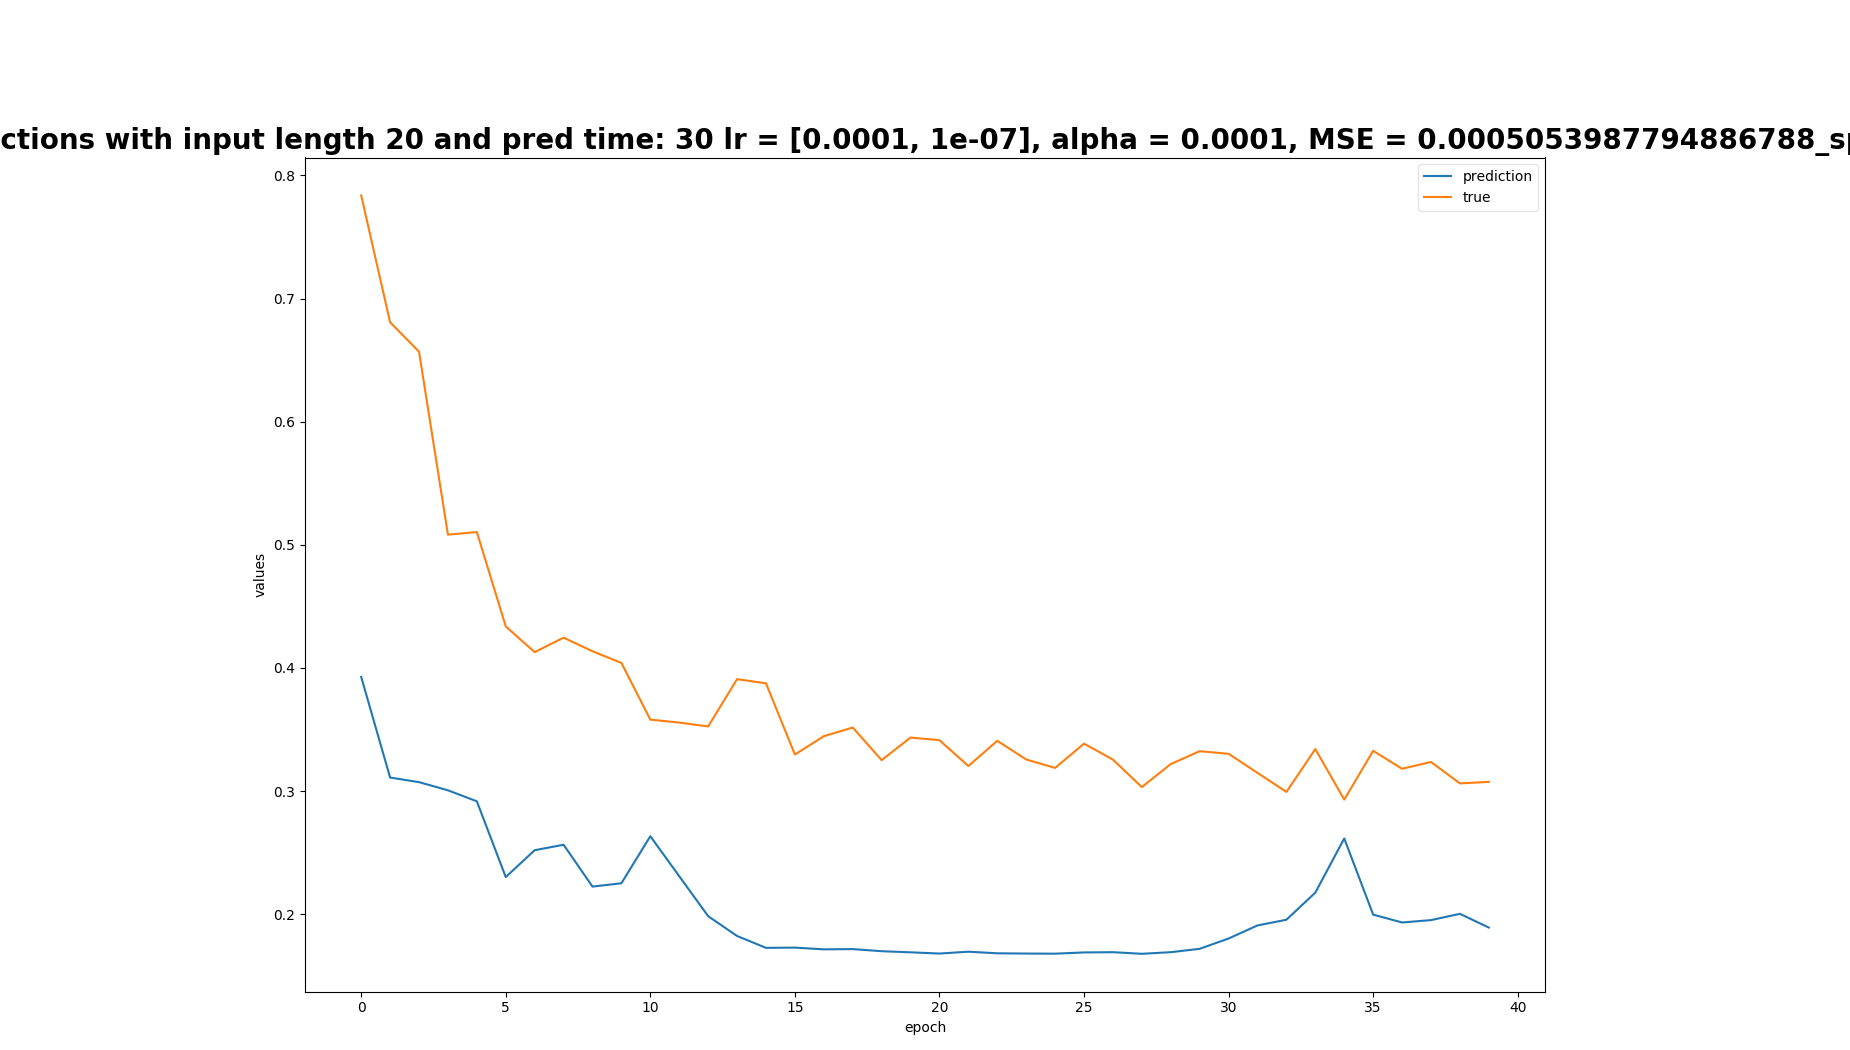 ctions with input length 20 and pred time: 30 lr = [0.0001, 1e-07], alpha = 0.0001, MSE = 0.0005053987794886788_sp
prediction
true
0.8
0.7
0.6
0.5
0.4
0.3
0.2
values
0 5 10 15 20 25 30 35 40
epoch